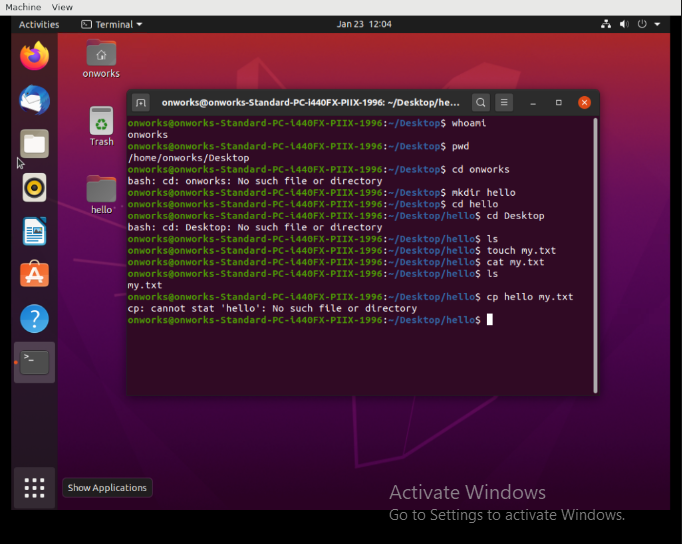 Machine View
Activities Terminal Jan 23 12:04
onworks
Trash
hello
onworks@onworks-Standard-PC-i440FX-PIIX-1996: ~/Desktop/he...
onworks@onworks-Standard-PC-i440FX-PIIX-1996:~/Desktop$ whoami
onworks
onworks@onworks-Standard-PC-i440FX-PIIX-1996:~/Desktop$ pwd
/home/onworks/Desktop
onworks@onworks-Standard-PC-i440FX-PIIX-1996:~/Desktop$ cd onworks
bash: cd: onworks: No such file or directory
onworks@onworks-Standard-PC-i440FX-PIIX-1996:~/Desktop$ mkdir hello
onworks@onworks-Standard-PC-i440FX-PIIX-1996:~/Desktop$ cd hello
onworks@onworks-Standard-PC-i440FX-PIIX-1996:~/Desktop/hello$ cd Desktop
bash: cd: Desktop: No such file or directory
onworks@onworks-Standard-PC-i440FX-PIIX-1996:~/Desktop/hello$ ls
onworks@onworks-Standard-PC-i440FX-PIIX-1996:~/Desktop/hello$ touch my.txt
onworks@onworks-Standard-PC-i440FX-PIIX-1996:~/Desktop/hello$ cat my.txt
onworks@onworks-Standard-PC-i440FX-PIIX-1996:~/Desktop/hello$ ls
my.txt
onworks@onworks-Standard-PC-i440FX-PIIX-1996:~/Desktop/hello$ cp hello my.txt
cp: cannot stat 'hello': No such file or directory
onworks@onworks-Standard-PC-i440FX-PIIX-1996:~/Desktop/hello$
Show Applications
Activate Windows
Go to Settings to activate Windows.